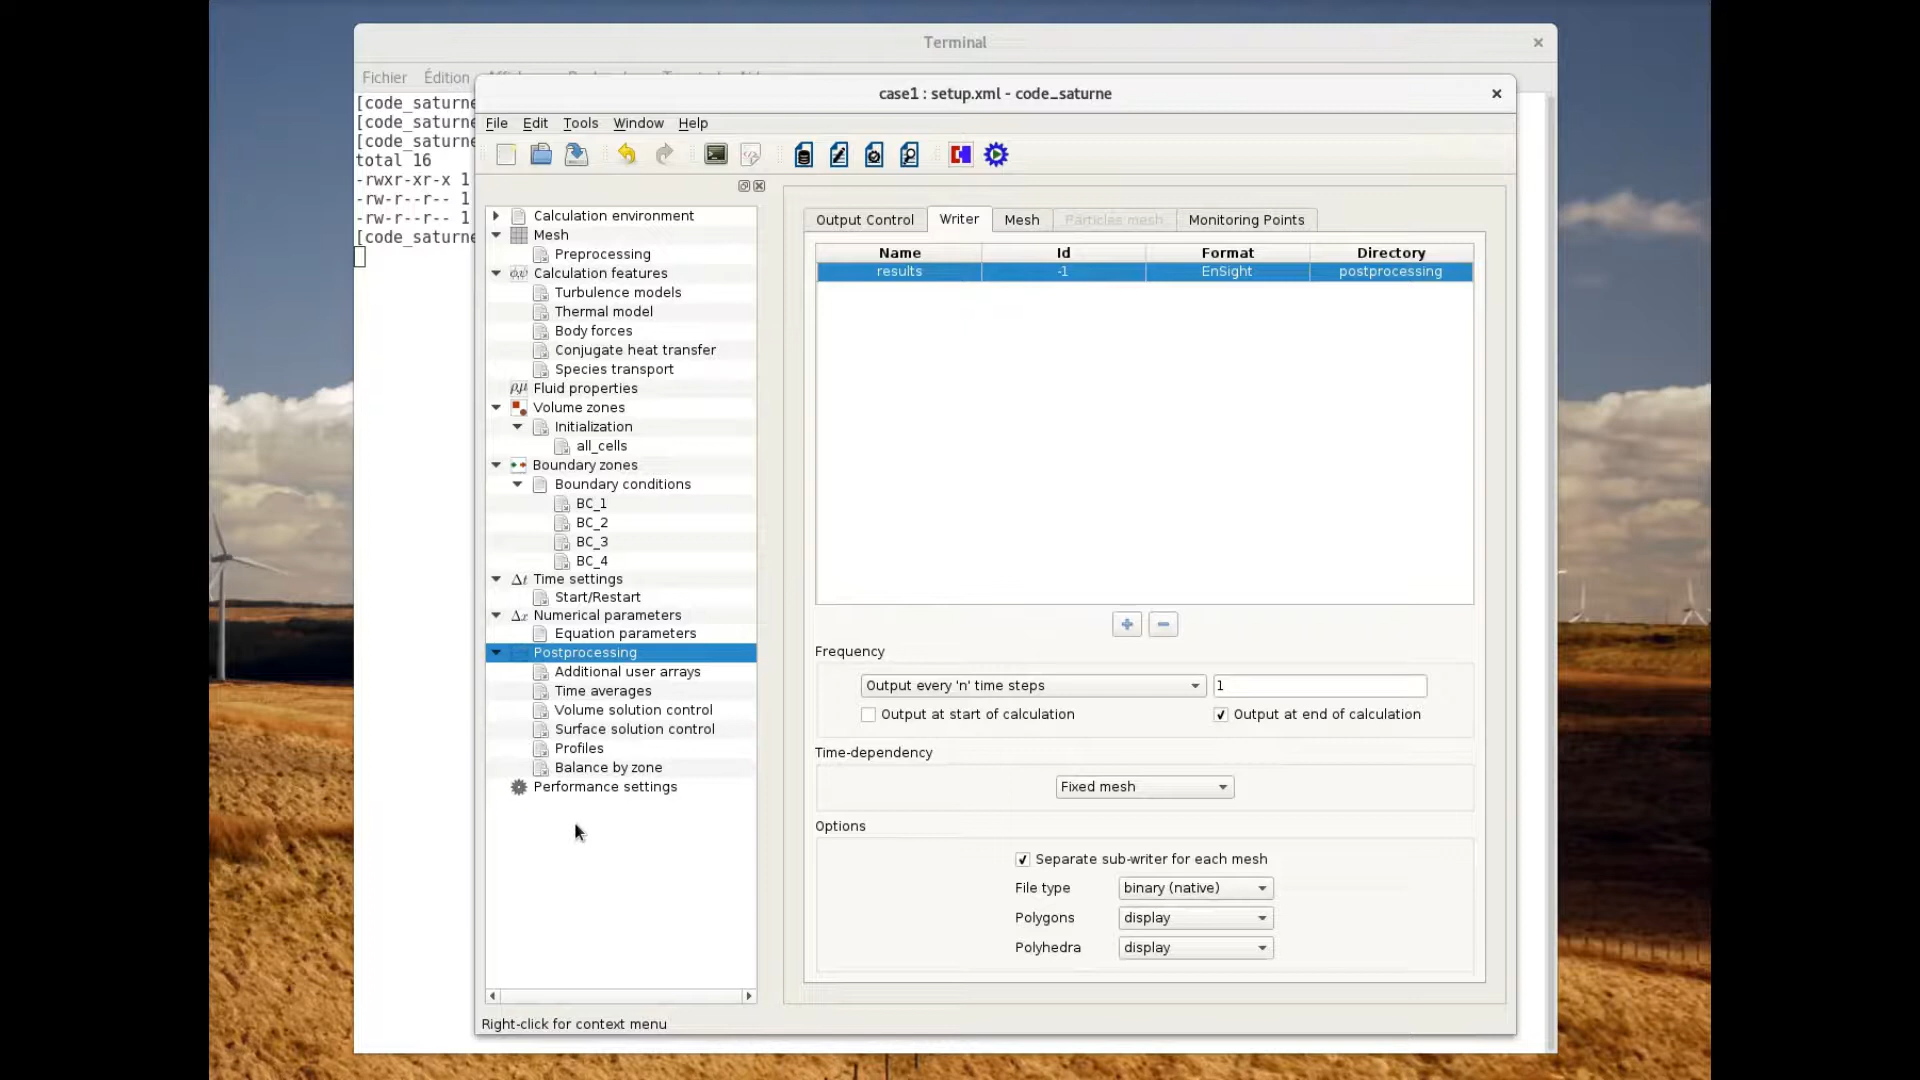 Terminal
Fichier Édition
[code_saturne
[code_saturne
[code_saturne
total 16
-rwxr-xr-x 1
-rw-r--r-- 1
-rw-r--r-- 1
[code_saturne
case1 : setup.xml - code_saturne
File Edit Tools Window Help
Calculation environment
Mesh
Preprocessing
Calculation features
Turbulence models
Thermal model
Body forces
Conjugate heat transfer
Species transport
Fluid properties
Volume zones
Initialization
all_cells
Boundary zones
Boundary conditions
BC_1
BC_2
BC_3
BC_4
Δt Time settings
Start/Restart
Δx Numerical parameters
Equation parameters
Postprocessing
Additional user arrays
Time averages
Volume solution control
Surface solution control
Profiles
Balance by zone
Performance settings
Output Control Writer Mesh Particles mesh Monitoring Points
Name Id Format Directory
results -1 EnSight postprocessing
Frequency
Output every 'n' time steps 1
Output at start of calculation Output at end of calculation
Time-dependency
Fixed mesh
Options
Separate sub-writer for each mesh
File type binary (native)
Polygons display
Polyhedra display
Right-click for context menu